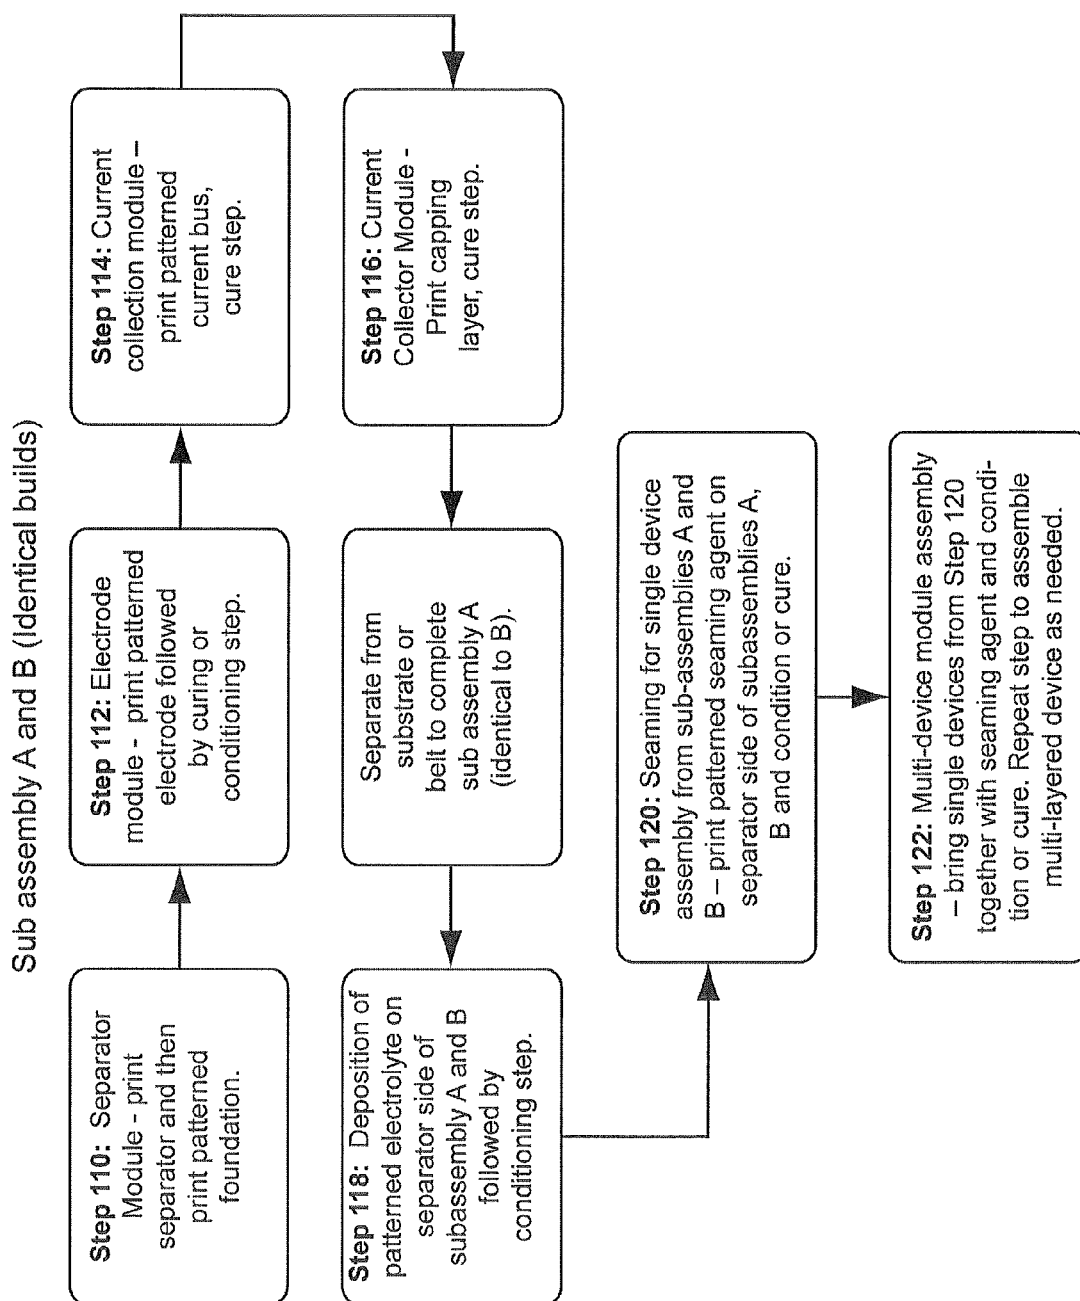 Sub assembly A and B (Identical builds)
Step 110: Separator
Module - print
separator and then
print patterned
foundation.
Step 112: Electrode
module - print patterned
electrode followed
by curing or
conditioning step.
Step 114: Current
collection module –
print patterned
current bus,
cure step.
Step 116: Current
Collector Module -
Print capping
layer, cure step.
Separate from
substrate or
belt to complete
sub assembly A
(identical to B).
Step 118: Deposition of
patterned electrolyte on
separator side of
subassembly A and B
followed by
conditioning step.
Step 120: Seaming for single device
assembly from sub-assemblies A and
B – print patterned seaming agent on
separator side of subassemblies A,
B and condition or cure.
Step 122: Multi-device module assembly
– bring single devices from Step 120
together with seaming agent and condi-
tion or cure. Repeat step to assemble
multi-layered device as needed.